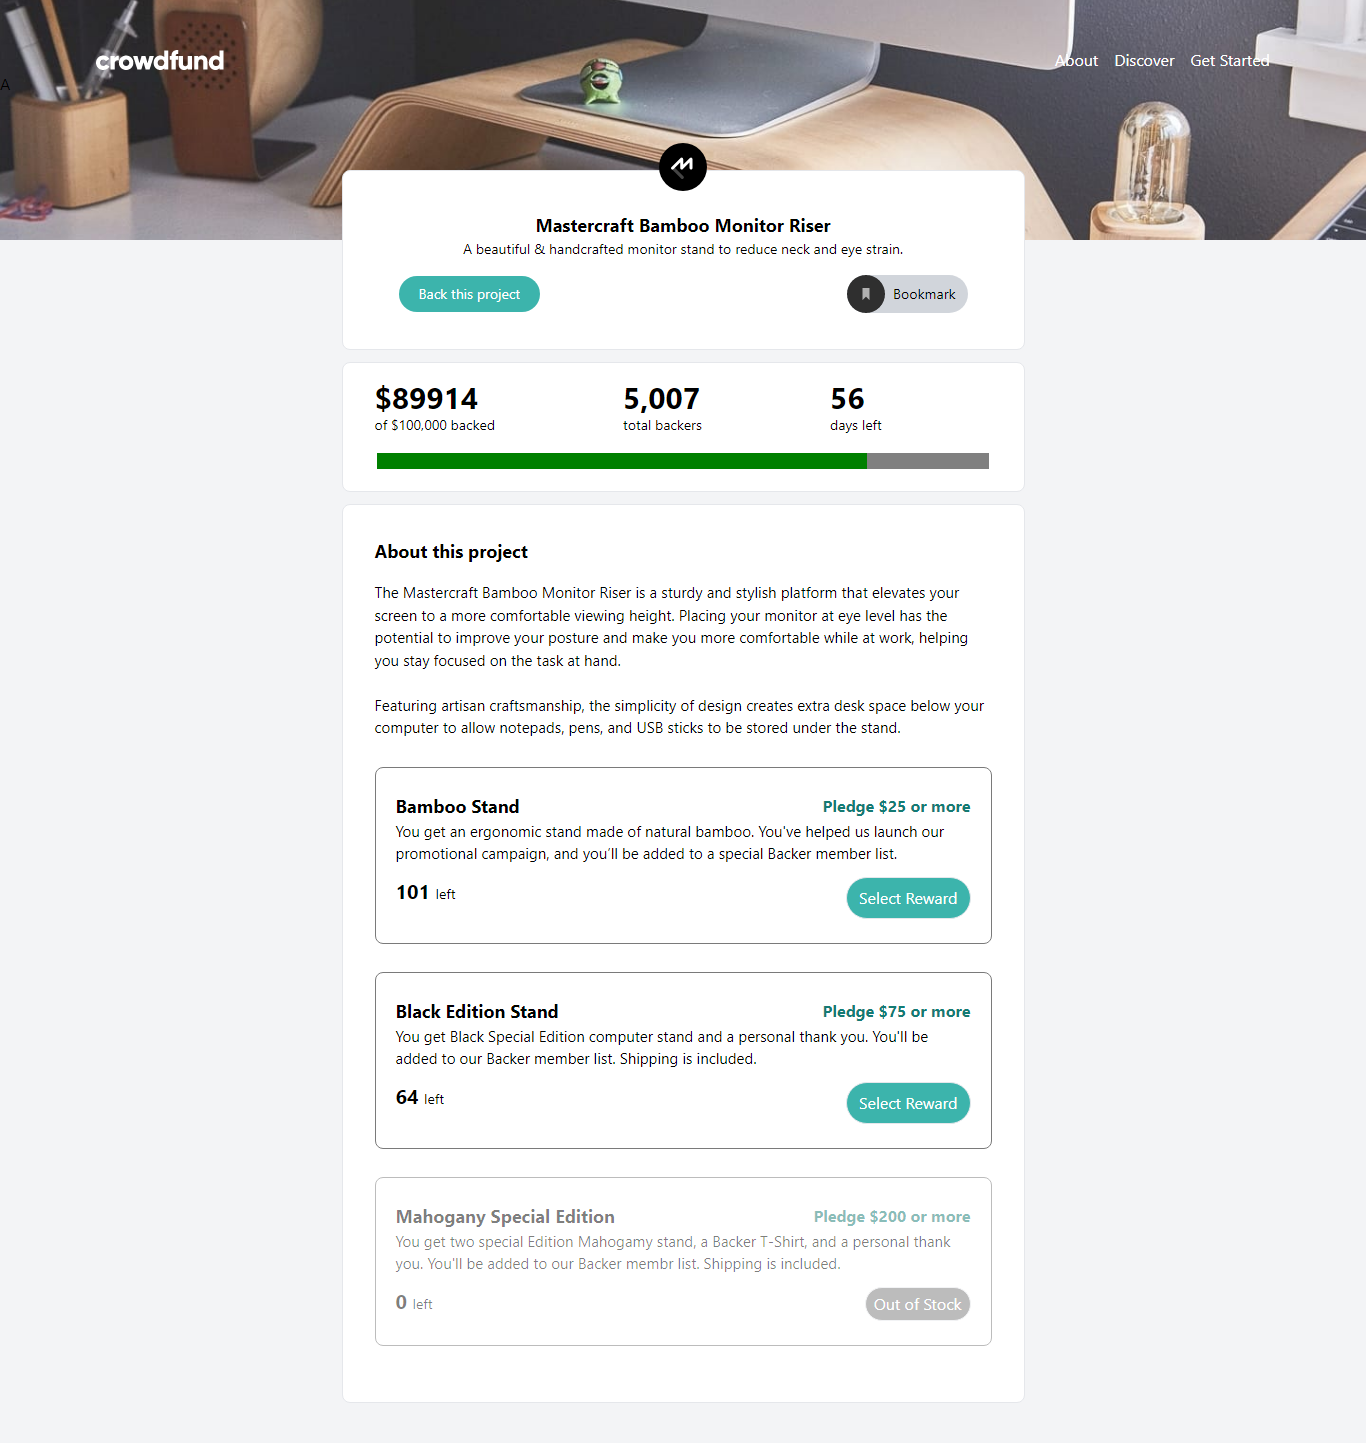 crowdfund
About Discover Get Started
A
Mastercraft Bamboo Monitor Riser
A beautiful & handcrafted monitor stand to reduce neck and eye strain.
Back this project
Bookmark
$89914
of $100,000 backed
5,007
total backers
56
days left
About this project
The Mastercraft Bamboo Monitor Riser is a sturdy and stylish platform that elevates your
screen to a more comfortable viewing height. Placing your monitor at eye level has the
potential to improve your posture and make you more comfortable while at work, helping
you stay focused on the task at hand.
Featuring artisan craftsmanship, the simplicity of design creates extra desk space below your
computer to allow notepads, pens, and USB sticks to be stored under the stand.
Bamboo Stand
Pledge $25 or more
You get an ergonomic stand made of natural bamboo. You've helped us launch our
promotional campaign, and you'll be added to a special Backer member list.
101 left
Select Reward
Black Edition Stand
Pledge $75 or more
You get Black Special Edition computer stand and a personal thank you. You'll be
added to our Backer member list. Shipping is included.
64 left
Select Reward
Mahogany Special Edition
Pledge $200 or more
You get two special Edition Mahogamy stand, a Backer T-Shirt, and a personal thank
you. You'll be added to our Backer membr list. Shipping is included.
0 left
Out of Stock